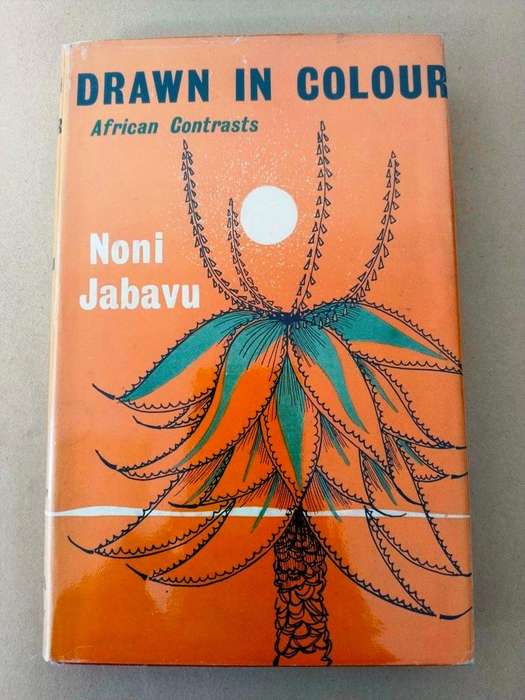 DRAWN IN COLOUR
African Contrasts
Noni
Jabavu